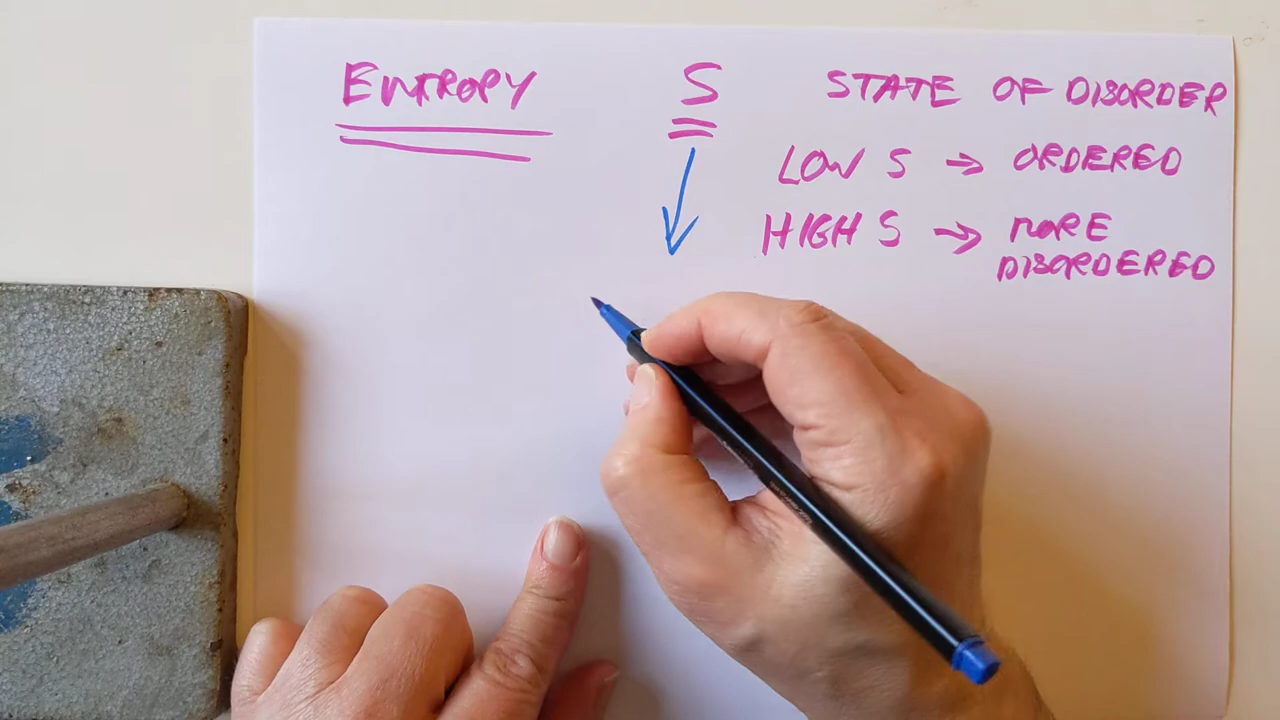 ENTROPY S STATE OF DISORDER
LOW S → ORDERED
HIGH S → MORE
DISORDERED